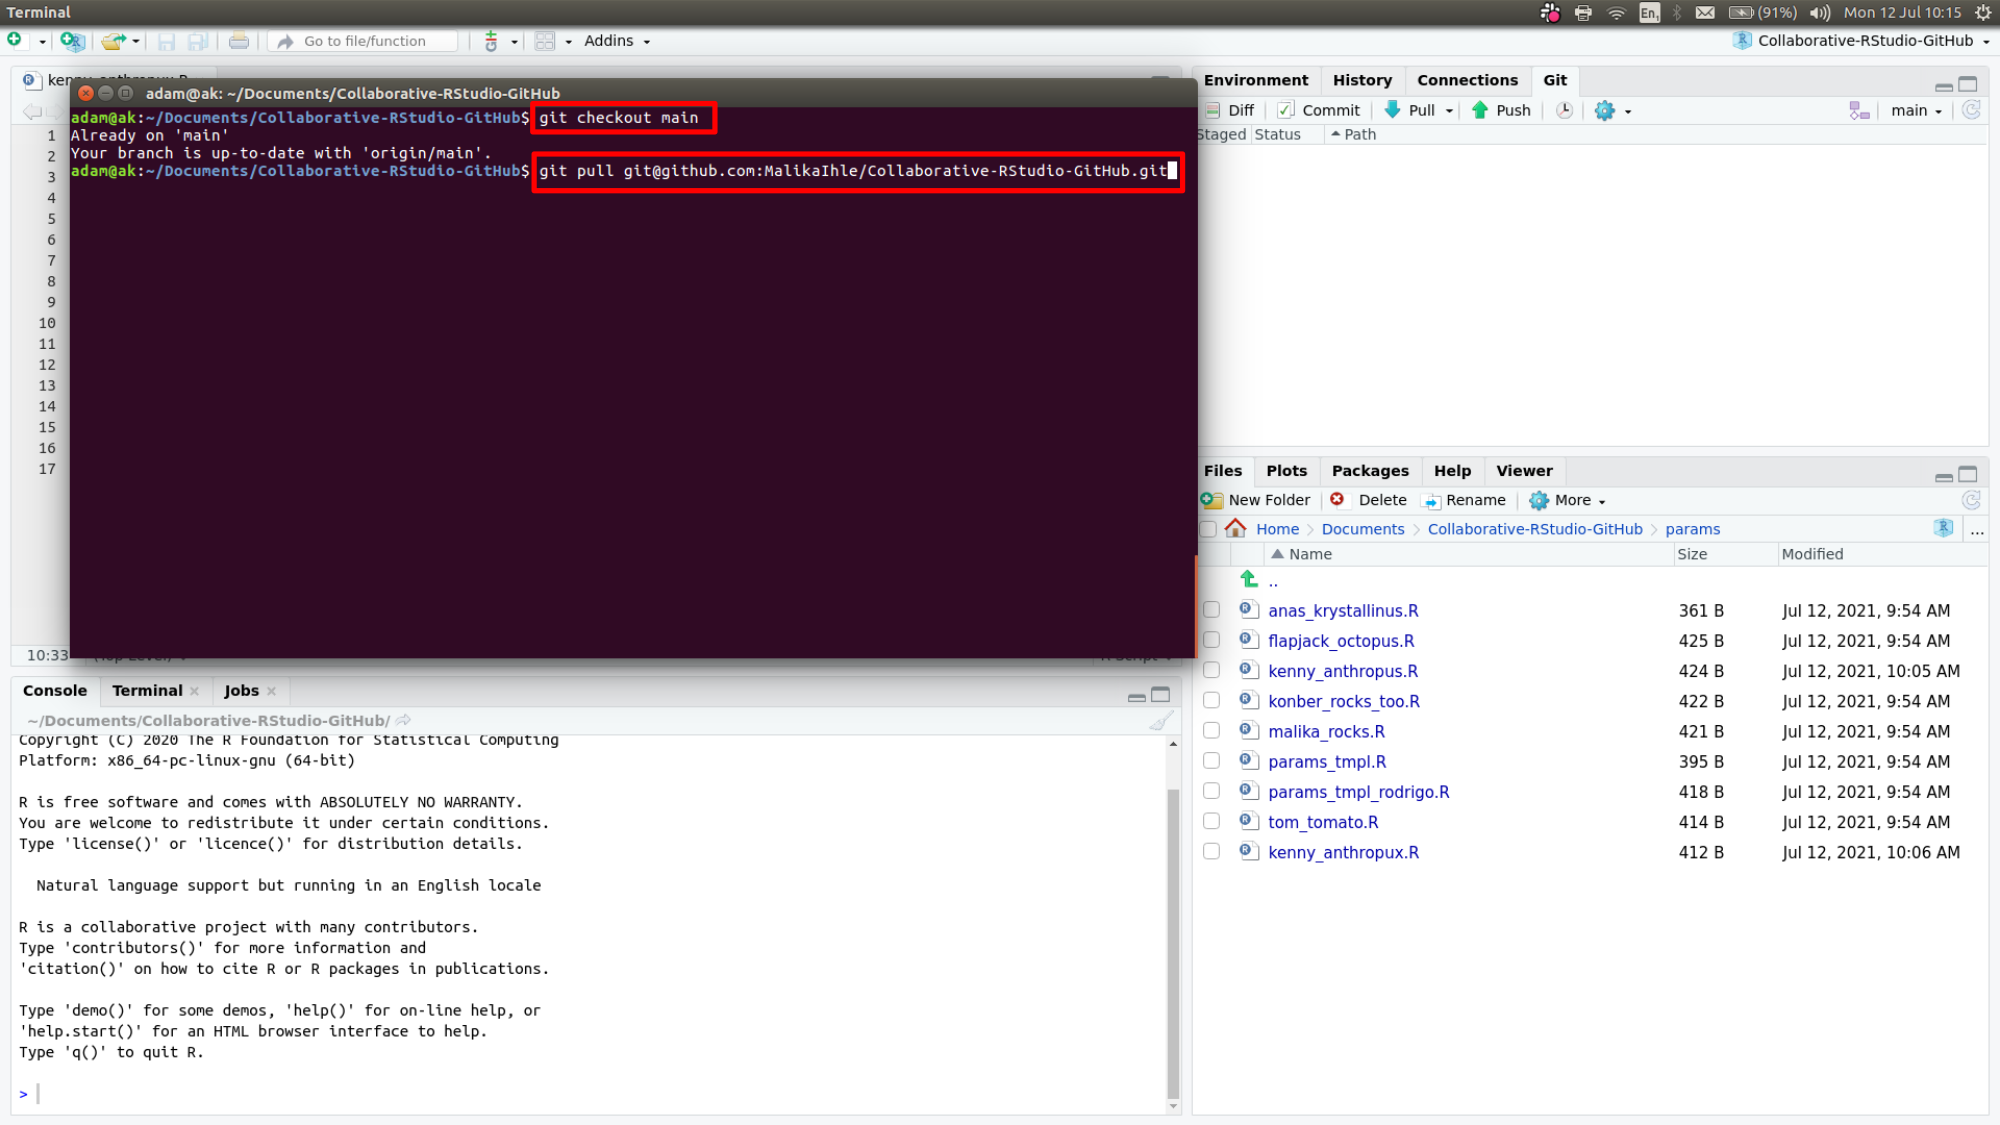 Terminal
En1
(91%)
Mon 12 Jul 10:15
Go to file/function
Addins
Collaborative-RStudio-GitHub
kenny_anthropux.R
adam@ak: ~/Documents/Collaborative-RStudio-GitHub
adam@ak:~/Documents/Collaborative-RStudio-GitHub$ git checkout main
Already on 'main'
Your branch is up-to-date with 'origin/main'.
adam@ak:~/Documents/Collaborative-RStudio-GitHub$ git pull git@github.com:MalikaIhle/Collaborative-RStudio-GitHub.git
1
2
3
4
5
6
7
8
9
10
11
12
13
14
15
16
17
10:33
(Top Level)
R Script
Environment History Connections Git
Diff Commit Pull Push main
Staged Status Path
Files Plots Packages Help Viewer
New Folder Delete Rename More
Home Documents Collaborative-RStudio-GitHub params ...
Name Size Modified
..
anas_krystallinus.R 361 B Jul 12, 2021, 9:54 AM
flapjack_octopus.R 425 B Jul 12, 2021, 9:54 AM
kenny_anthropus.R 424 B Jul 12, 2021, 10:05 AM
konber_rocks_too.R 422 B Jul 12, 2021, 9:54 AM
malika_rocks.R 421 B Jul 12, 2021, 9:54 AM
params_tmpl.R 395 B Jul 12, 2021, 9:54 AM
params_tmpl_rodrigo.R 418 B Jul 12, 2021, 9:54 AM
tom_tomato.R 414 B Jul 12, 2021, 9:54 AM
kenny_anthropux.R 412 B Jul 12, 2021, 10:06 AM
Console Terminal Jobs
~/Documents/Collaborative-RStudio-GitHub/
Copyright (C) 2020 The R Foundation for Statistical Computing
Platform: x86_64-pc-linux-gnu (64-bit)
R is free software and comes with ABSOLUTELY NO WARRANTY.
You are welcome to redistribute it under certain conditions.
Type 'license()' or 'licence()' for distribution details.
Natural language support but running in an English locale
R is a collaborative project with many contributors.
Type 'contributors()' for more information and
'citation()' on how to cite R or R packages in publications.
Type 'demo()' for some demos, 'help()' for on-line help, or
'help.start()' for an HTML browser interface to help.
Type 'q()' to quit R.
>